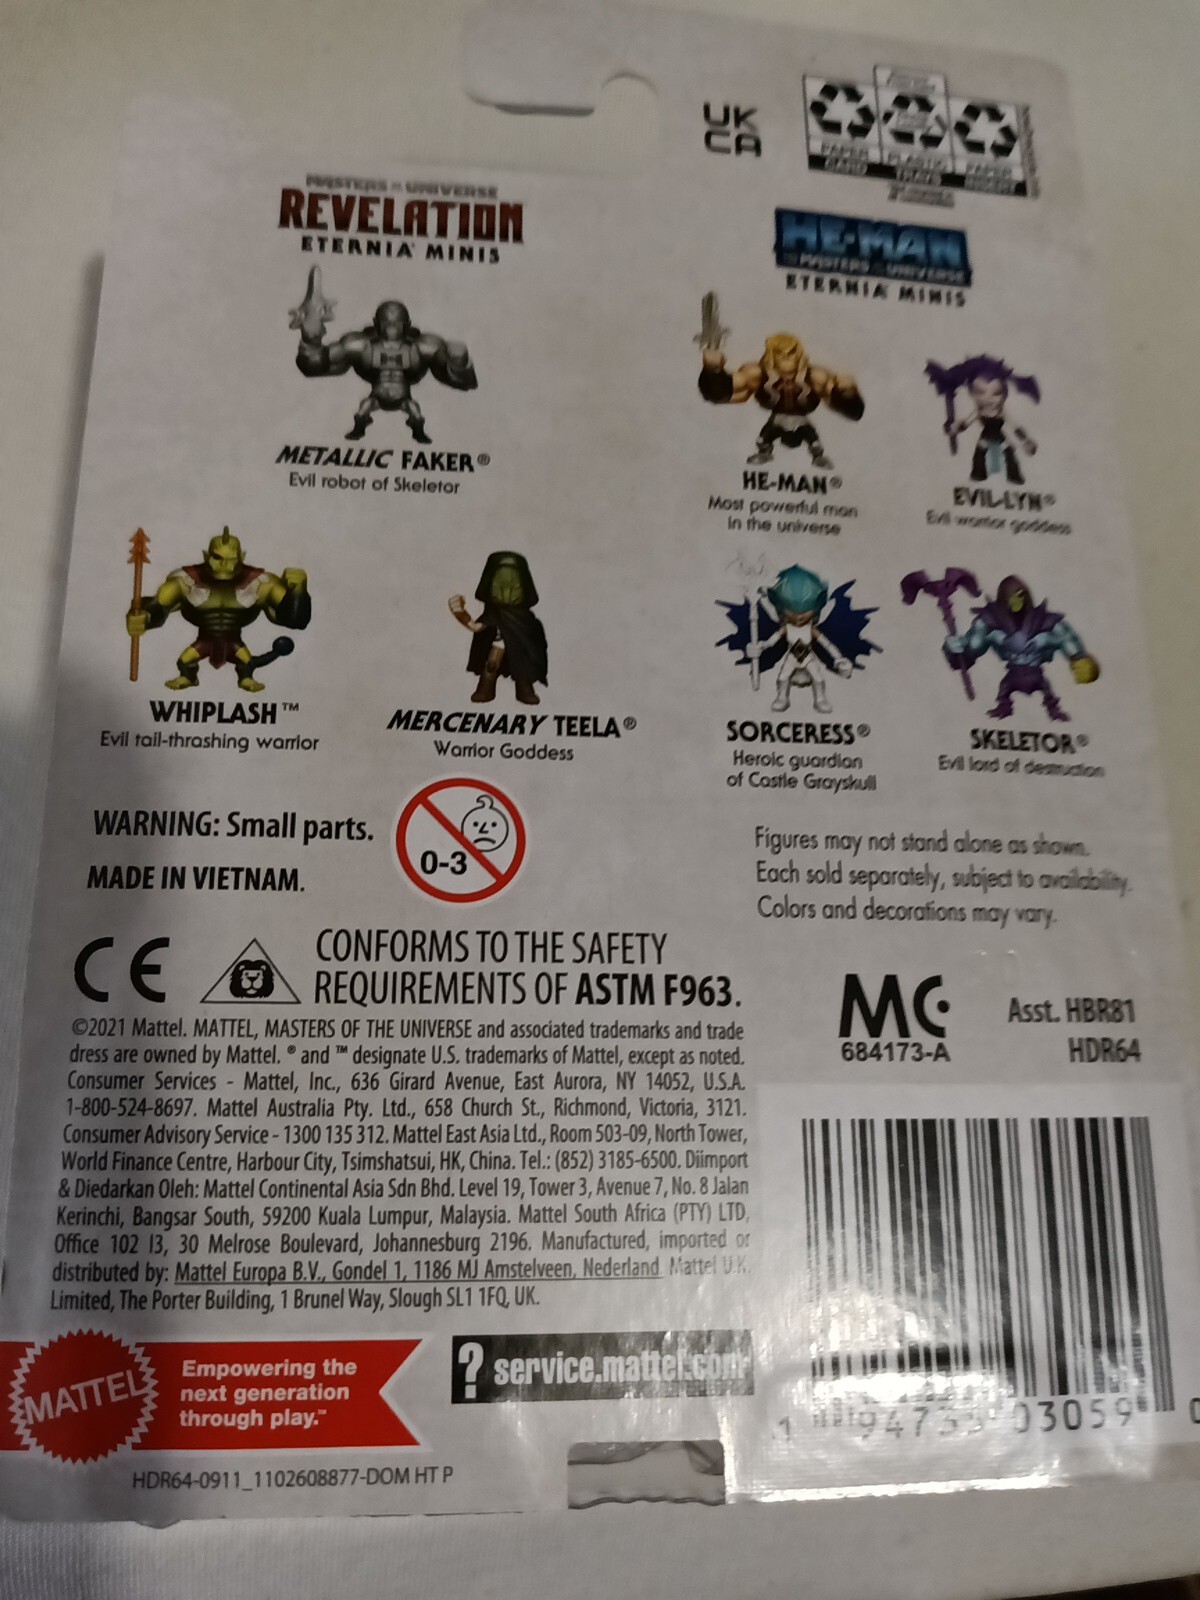 UK
CA
PAPER
CARD
PLASTIC
TRAYS
PAPER
INSERT
MASTERS OF THE UNIVERSE
REVELATION
ETERNIA MINIS
HE-MAN
AND THE MASTERS OF THE UNIVERSE
ETERNIA MINIS
METALLIC FAKER®
Evil robot of Skeletor
HE-MAN®
Most powerful man
in the universe
EVIL-LYN®
Evil warrior goddess
WHIPLASH™
Evil tail-thrashing warrior
MERCENARY TEELA®
Warrior Goddess
SORCERESS®
Heroic guardian
of Castle Grayskull
SKELETOR®
Evil lord of destruction
WARNING: Small parts.
0-3
MADE IN VIETNAM.
Figures may not stand alone as shown.
Each sold separately, subject to availability.
Colors and decorations may vary.
CE
CONFORMS TO THE SAFETY
REQUIREMENTS OF ASTM F963.
MC
684173-A
Asst. HBR81
HDR64
©2021 Mattel. MATTEL, MASTERS OF THE UNIVERSE and associated trademarks and trade
dress are owned by Mattel. ® and ™ designate U.S. trademarks of Mattel, except as noted.
Consumer Services - Mattel, Inc., 636 Girard Avenue, East Aurora, NY 14052, U.S.A.
1-800-524-8697. Mattel Australia Pty. Ltd., 658 Church St., Richmond, Victoria, 3121.
Consumer Advisory Service - 1300 135 312. Mattel East Asia Ltd., Room 503-09, North Tower,
World Finance Centre, Harbour City, Tsimshatsui, HK, China. Tel.: (852) 3185-6500. Diimport
& Diedarkan Oleh: Mattel Continental Asia Sdn Bhd. Level 19, Tower 3, Avenue 7, No. 8 Jalan
Kerinchi, Bangsar South, 59200 Kuala Lumpur, Malaysia. Mattel South Africa (PTY) LTD,
Office 102 I3, 30 Melrose Boulevard, Johannesburg 2196. Manufactured, imported or
distributed by: Mattel Europa B.V., Gondel 1, 1186 MJ Amstelveen, Nederland. Mattel U.K.
Limited, The Porter Building, 1 Brunel Way, Slough SL1 1FQ, UK.
MATTEL
Empowering the
next generation
through play.™
? service.mattel.com
03059
HDR64-0911_1102608877-DOM HT P